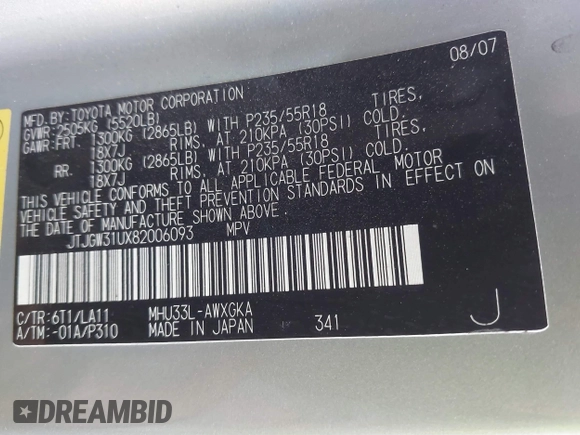 08/07
MFD. BY: TOYOTA MOTOR CORPORATION
GVWR: 2505KG (5520LB)
GAWR: FRT. 1300KG (2865LB) WITH P235/55R18 TIRES,
18X7J RIMS, AT 210KPA (30PSI) COLD.
RR. 1300KG (2865LB) WITH P235/55R18 TIRES,
18X7J RIMS, AT 210KPA (30PSI) COLD.
THIS VEHICLE CONFORMS TO ALL APPLICABLE FEDERAL MOTOR
VEHICLE SAFETY AND THEFT PREVENTION STANDARDS IN EFFECT ON
THE DATE OF MANUFACTURE SHOWN ABOVE.
JTJGW31UX82006093 MPV
C/TR: 6T1/LA11 MHU33L-AWXGKA
A/TM: -01A/P310 MADE IN JAPAN 341 J
DREAMBID